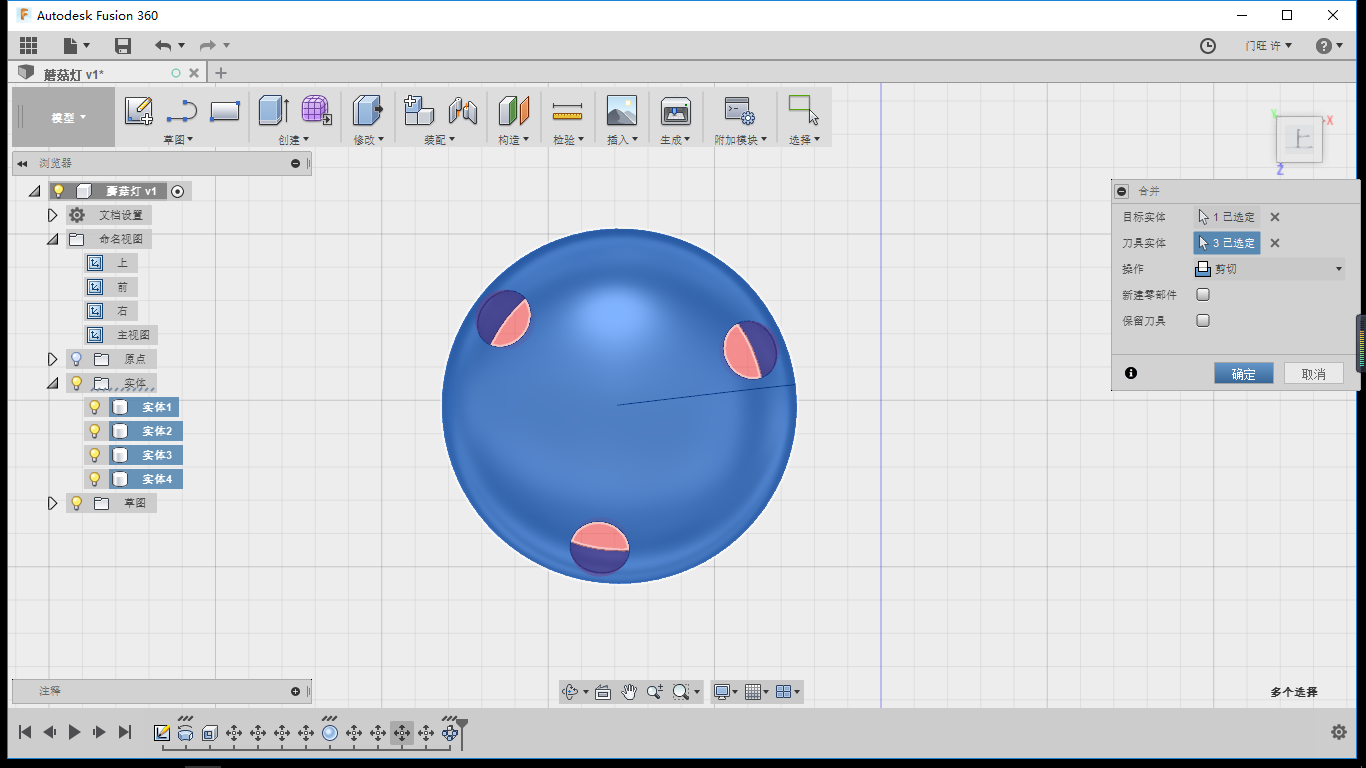 Autodesk Fusion 360
门旺 许
蘑菇灯 v1*
模型
草图
创建
修改
装配
构造
检验
插入
生成
附加模块
选择
上
Y
X
Z
浏览器
蘑菇灯 v1
文档设置
命名视图
上
前
右
主视图
原点
实体
实体1
实体2
实体3
实体4
草图
合并
目标实体 1 已选定
刀具实体 3 已选定
操作 剪切
新建零部件
保留刀具
确定 取消
注释
多个选择